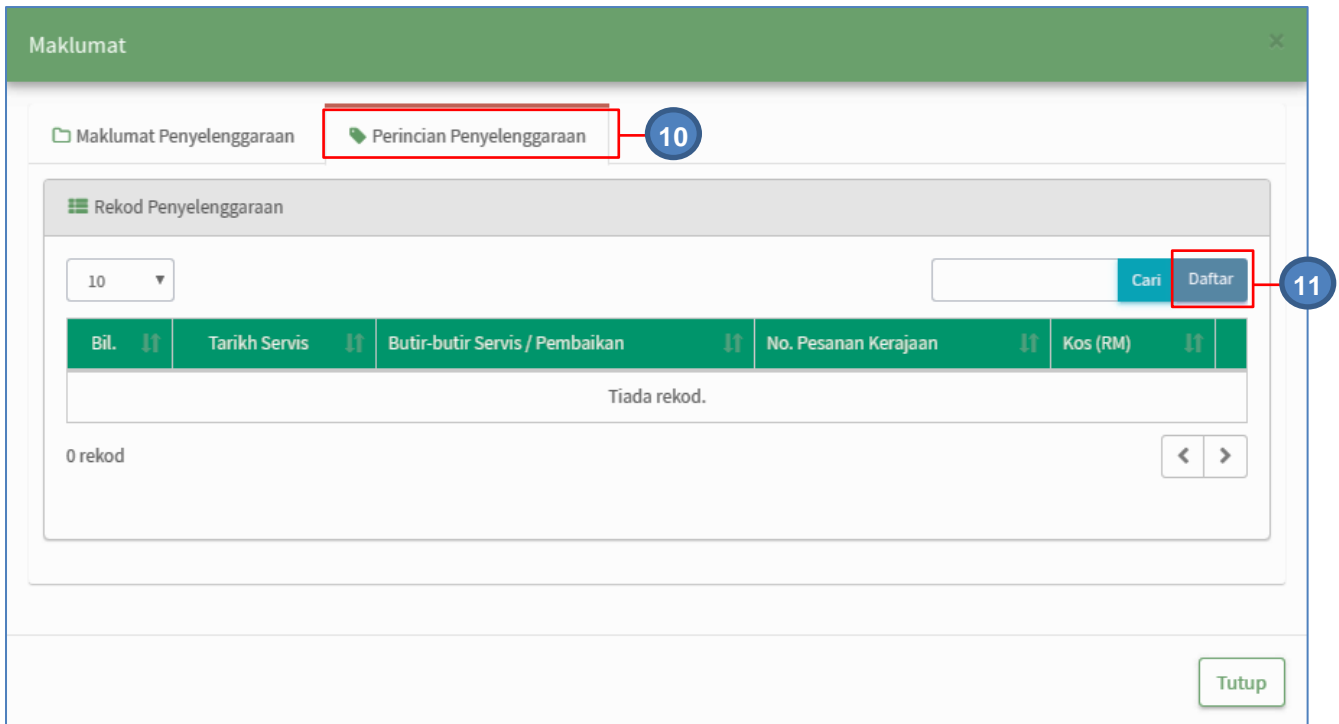 Maklumat
Maklumat Penyelenggaraan Perincian Penyelenggaraan 10
Rekod Penyelenggaraan
10 Cari Daftar 11
Bil. Tarikh Servis Butir-butir Servis / Pembaikan No. Pesanan Kerajaan Kos (RM)
Tiada rekod.
0 rekod
Tutup